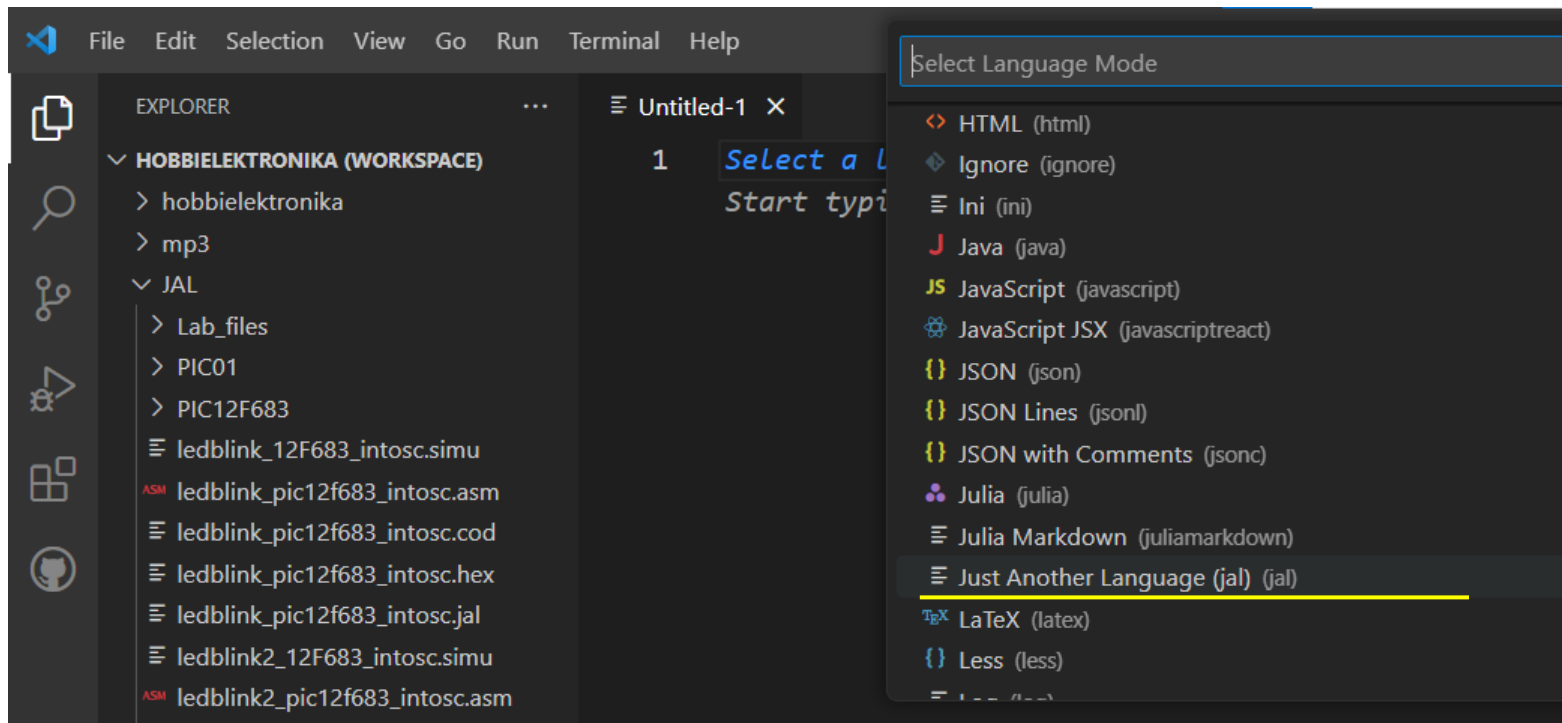 File Edit Selection View Go Run Terminal Help
EXPLORER ...
HOBBIELEKTRONIKA (WORKSPACE)
hobbielektronika
mp3
JAL
Lab_files
PIC01
PIC12F683
ledblink_12F683_intosc.simu
ASM ledblink_pic12f683_intosc.asm
ledblink_pic12f683_intosc.cod
ledblink_pic12f683_intosc.hex
ledblink_pic12f683_intosc.jal
ledblink2_12F683_intosc.simu
ASM ledblink2_pic12f683_intosc.asm
Untitled-1
1 Select a
Start
Select Language Mode
HTML (html)
Ignore (ignore)
Ini (ini)
J Java (java)
JS JavaScript (javascript)
JavaScript JSX (javascriptreact)
{} JSON (json)
{} JSON Lines (jsonl)
{} JSON with Comments (jsonc)
Julia (julia)
Julia Markdown (juliamarkdown)
Just Another Language (jal) (jal)
TEX LaTeX (latex)
{} Less (less)